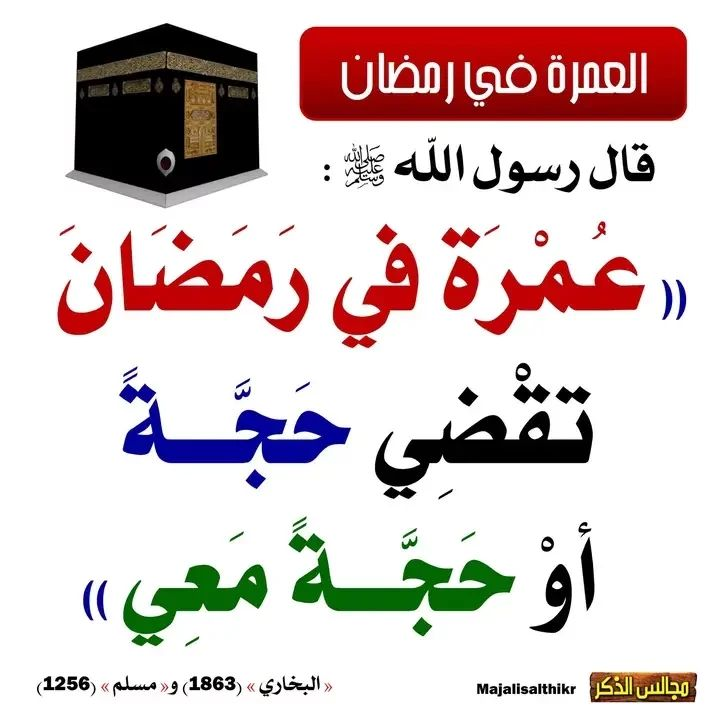 العمرة في رمضان
قال رسول الله ﷺ :
(( عُمْرَة في رَمَضَانَ
تقْضِي حَجَّةً
أوْ حَجَّةً مَعِي ))
« البخاري » (1863) و« مسلم » (1256)
Majalisalthikr مجالس الذكر